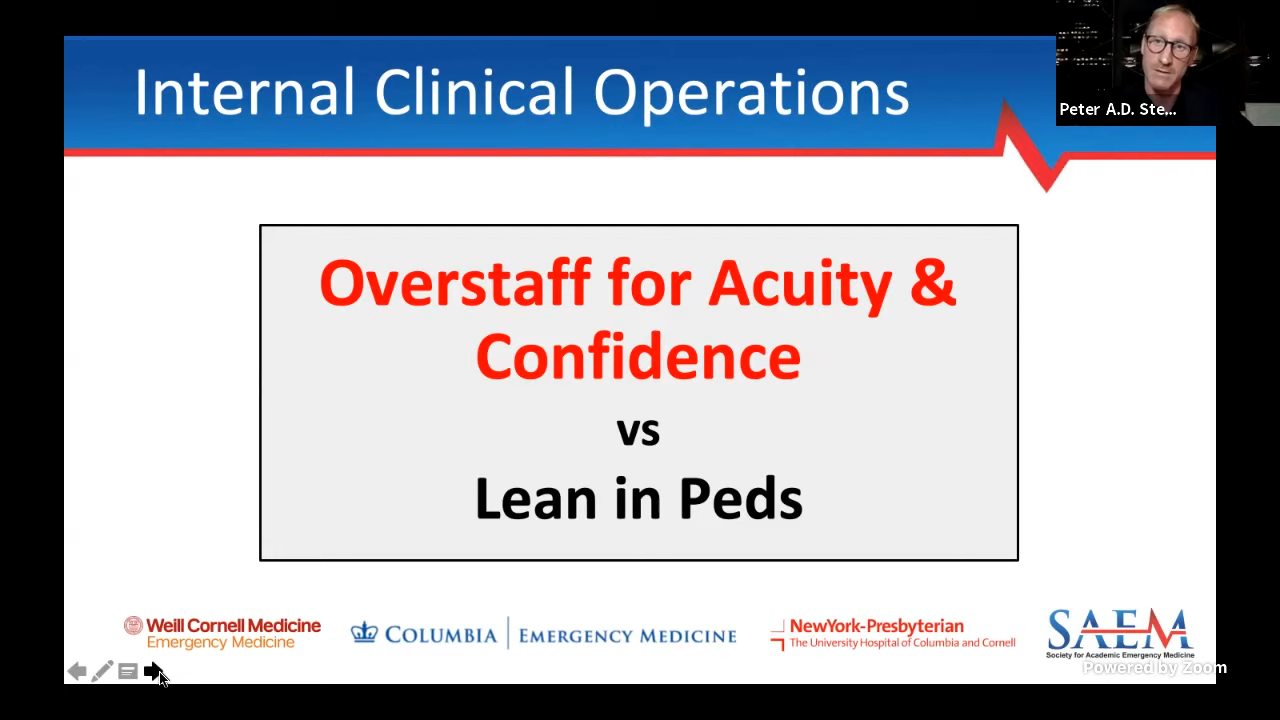 Internal Clinical Operations
Peter A.D. Ste...
Overstaff for Acuity &
Confidence
vs
Lean in Peds
Weill Cornell Medicine
Emergency Medicine
COLUMBIA
EMERGENCY MEDICINE
NewYork-Presbyterian
The University Hospital of Columbia and Cornell
SAEM
Society for Academic Emergency Medicine
Powered by Zoom